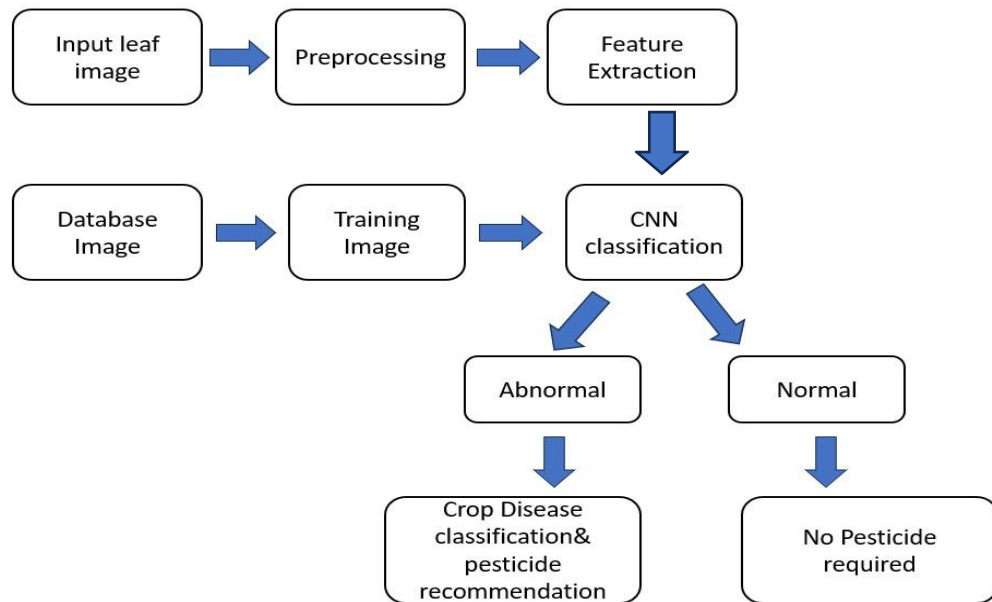 Input leaf
image
Preprocessing
Feature
Extraction
Database
Image
Training
Image
CNN
classification
Abnormal
Normal
Crop Disease
classification&
pesticide
recommendation
No Pesticide
required